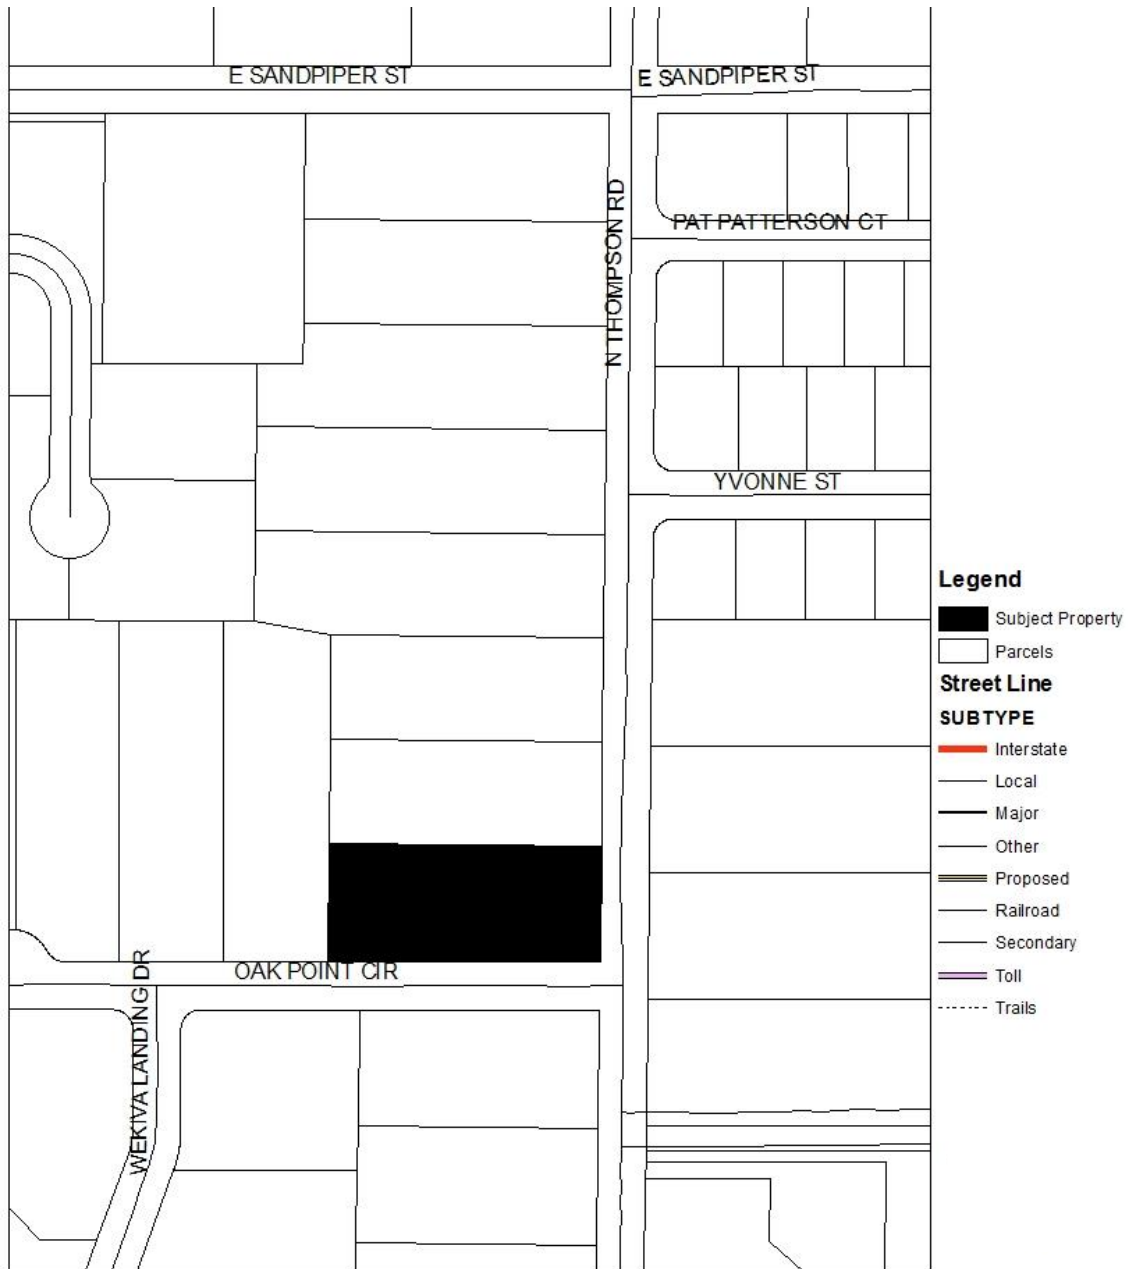 E SANDPIPER ST
E SANDPIPER ST
N THOMPSON RD
PAT PATTERSON CT
YVONNE ST
OAK POINT CIR
WEKIVA LANDING DR
Legend
Subject Property
Parcels
Street Line
SUBTYPE
Interstate
Local
Major
Other
Proposed
Railroad
Secondary
Toll
Trails